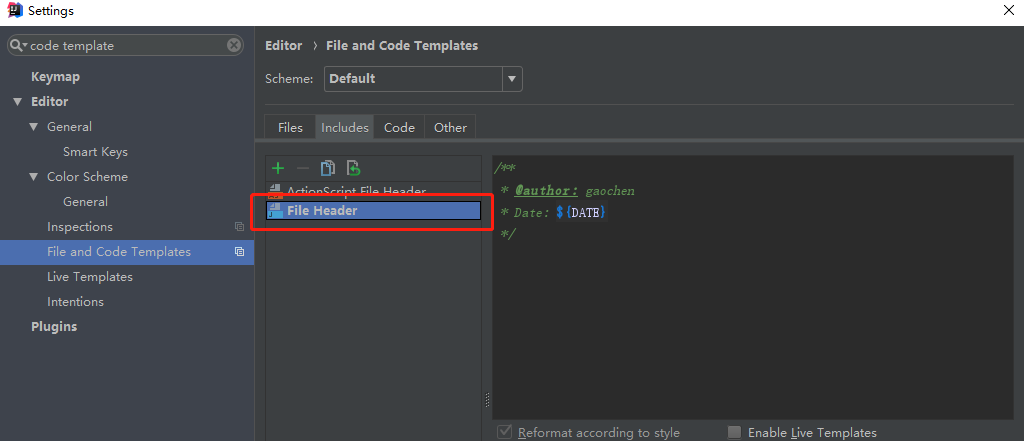 Settings
code template
Keymap
Editor
General
Smart Keys
Color Scheme
General
Inspections
File and Code Templates
Live Templates
Intentions
Plugins
Editor › File and Code Templates
Scheme: Default
Files Includes Code Other
ActionScript File Header
File Header
/**
* @author: gaochen
* Date: ${DATE}
*/
Reformat according to style Enable Live Templates